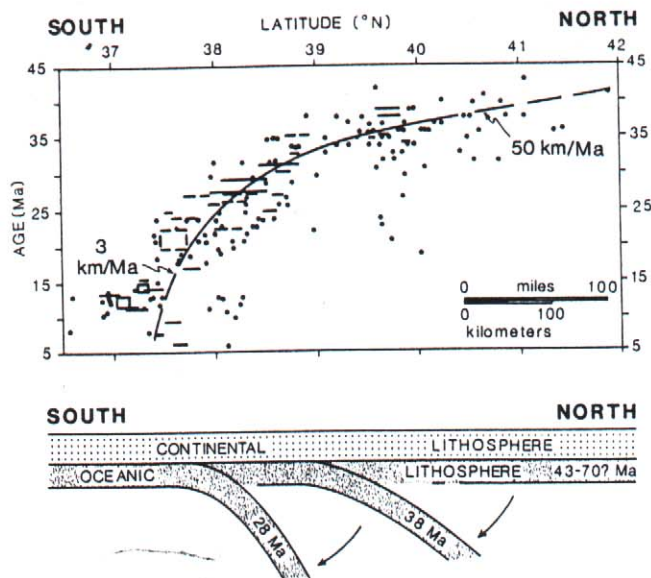 SOUTH LATITUDE (°N) NORTH
37 38 39 40 41 42
45 45
35 35
25 25
15 15
5 5
AGE (Ma)
50 km/Ma
3
km/Ma
0 miles 100
0 100
kilometers
SOUTH NORTH
CONTINENTAL LITHOSPHERE
OCEANIC LITHOSPHERE 43-70? Ma
28 Ma
38 Ma